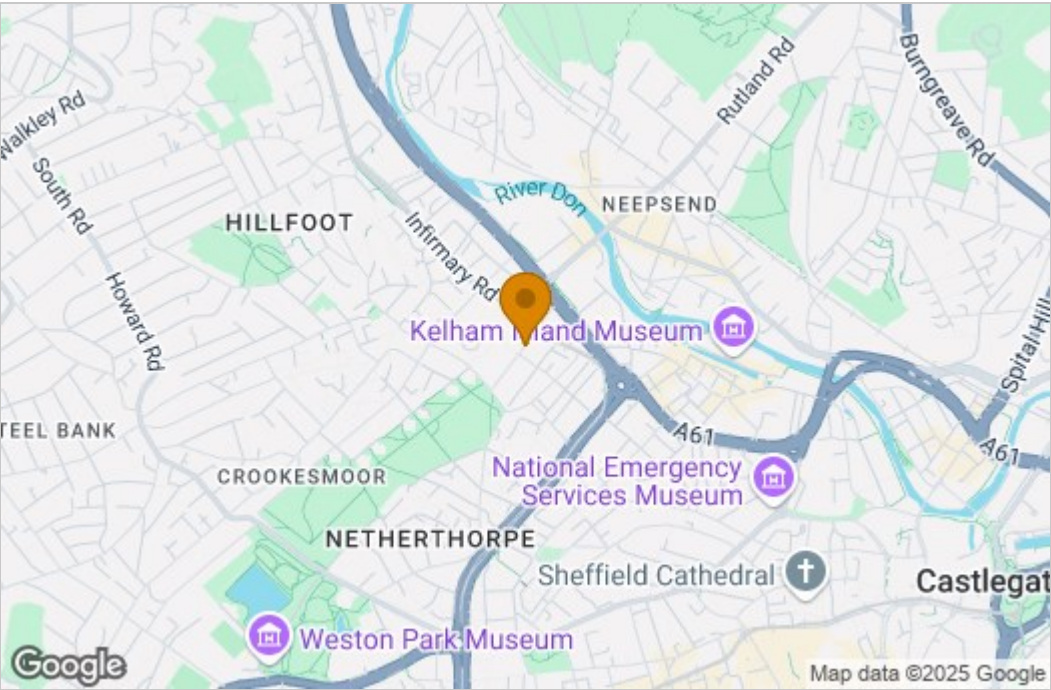 Walkley Rd
South Rd
Howard Rd
HILLFOOT
Infirmary Rd
River Don
NEEPSEND
Rutland Rd
Burngreave Rd
Kelham Island Museum
Spital Hill
TEEL BANK
CROOKESMOOR
A61
A61
National Emergency
Services Museum
NETHERTHORPE
Sheffield Cathedral
Castlegat
Weston Park Museum
Google
Map data ©2025 Google